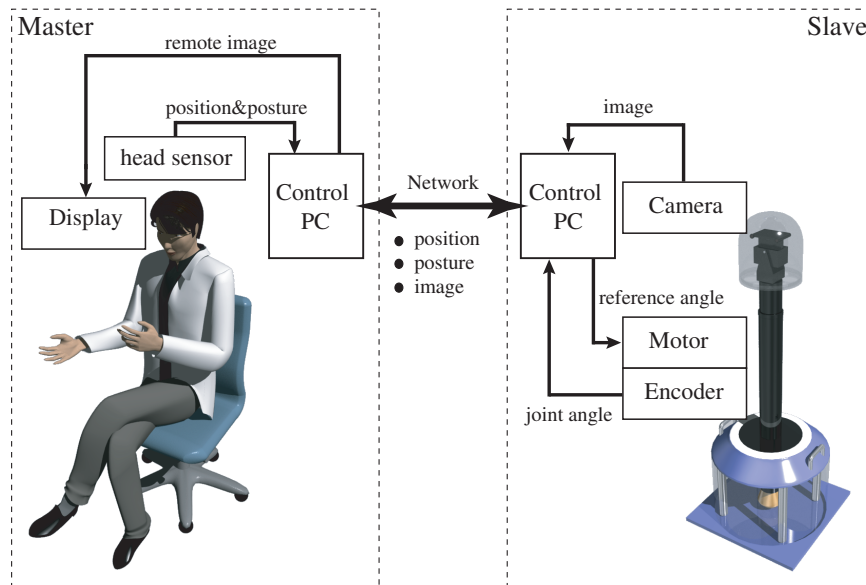 Master
remote image
position&posture
head sensor
Control
PC
Display
Network
● position
● posture
● image
Slave
image
Control
PC
Camera
reference angle
Motor
Encoder
joint angle